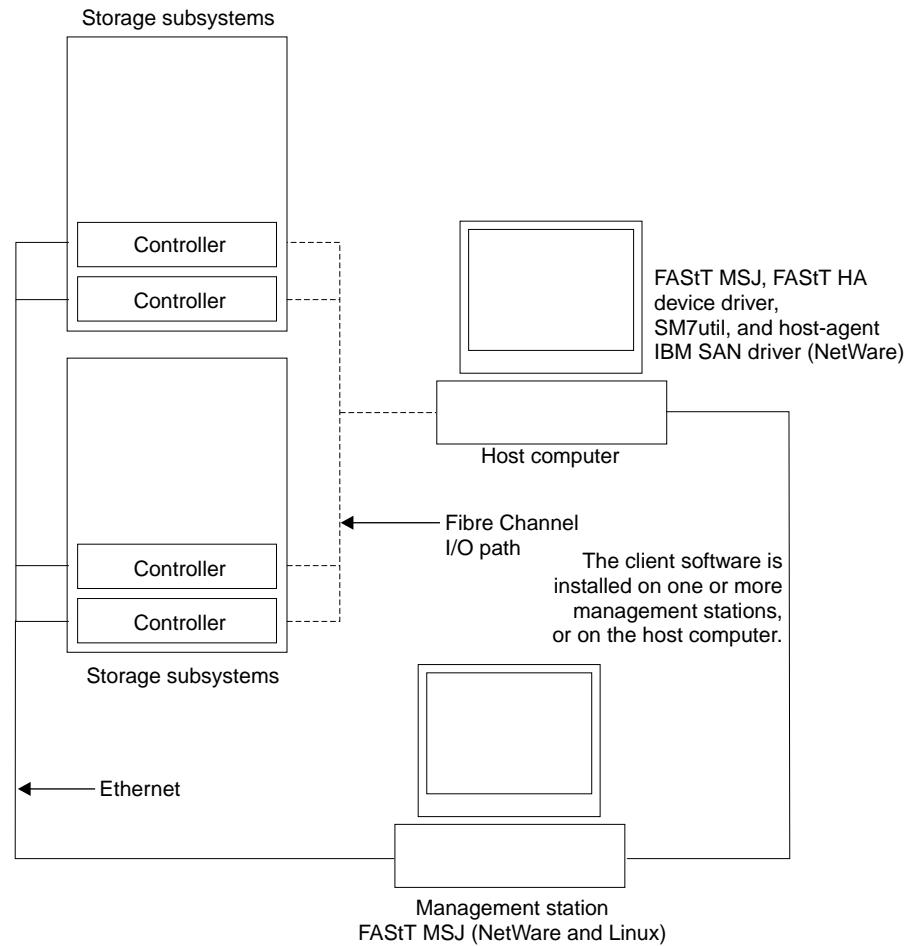 Storage subsystems
Controller
Controller
FAStT MSJ, FAStT HA
device driver,
SM7util, and host-agent
IBM SAN driver (NetWare)
Host computer
Fibre Channel
I/O path
Controller
Controller
The client software is
installed on one or more
management stations,
or on the host computer.
Storage subsystems
Ethernet
Management station
FAStT MSJ (NetWare and Linux)